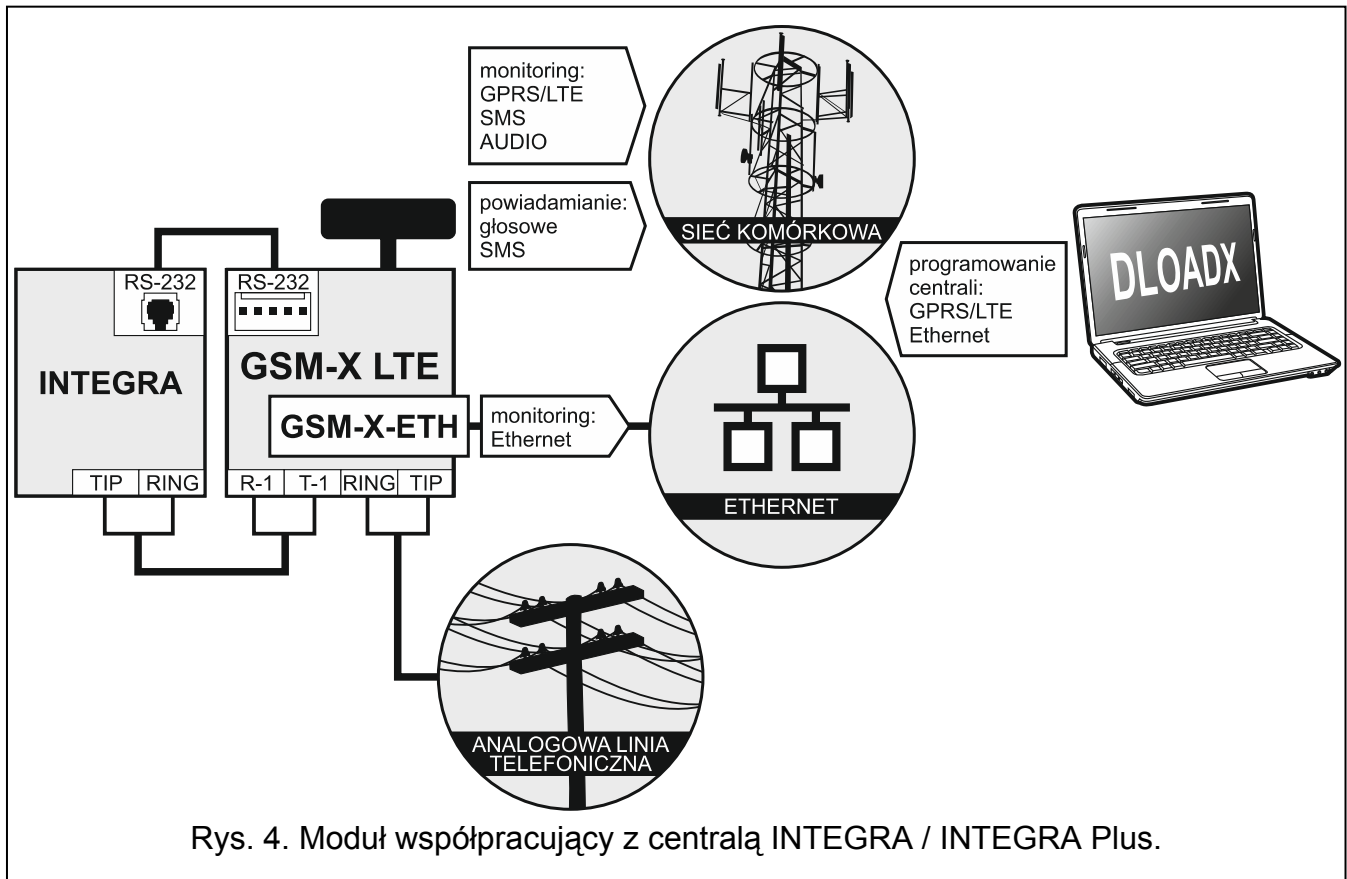 monitoring:
GPRS/LTE
SMS
AUDIO
powiadamianie:
głosowe
SMS
SIEĆ KOMÓRKOWA
programowanie
centrali:
GPRS/LTE
Ethernet
DLOADX
RS-232
RS-232
INTEGRA
GSM-X LTE
GSM-X-ETH
monitoring:
Ethernet
TIP RING
R-1 T-1 RING TIP
ETHERNET
ANALOGOWA LINIA
TELEFONICZNA
Rys. 4. Moduł współpracujący z centralą INTEGRA / INTEGRA Plus.